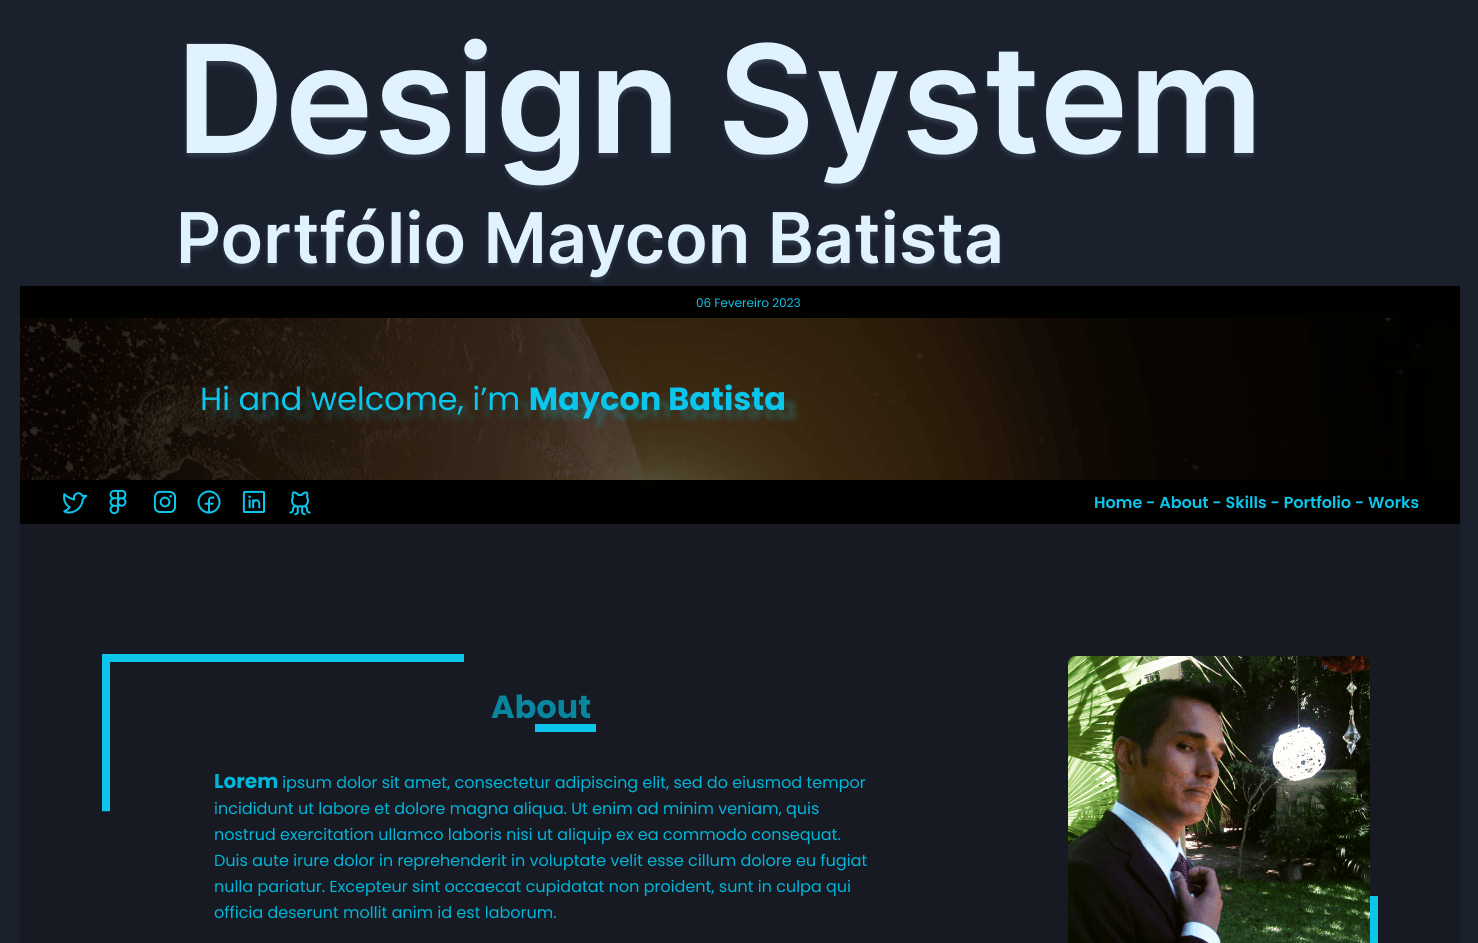 Design System
Portfólio Maycon Batista
06 Fevereiro 2023
Hi and welcome, i’m Maycon Batista
Home - About - Skills - Portfolio - Works
About
Lorem ipsum dolor sit amet, consectetur adipiscing elit, sed do eiusmod tempor
incididunt ut labore et dolore magna aliqua. Ut enim ad minim veniam, quis
nostrud exercitation ullamco laboris nisi ut aliquip ex ea commodo consequat.
Duis aute irure dolor in reprehenderit in voluptate velit esse cillum dolore eu fugiat
nulla pariatur. Excepteur sint occaecat cupidatat non proident, sunt in culpa qui
officia deserunt mollit anim id est laborum.